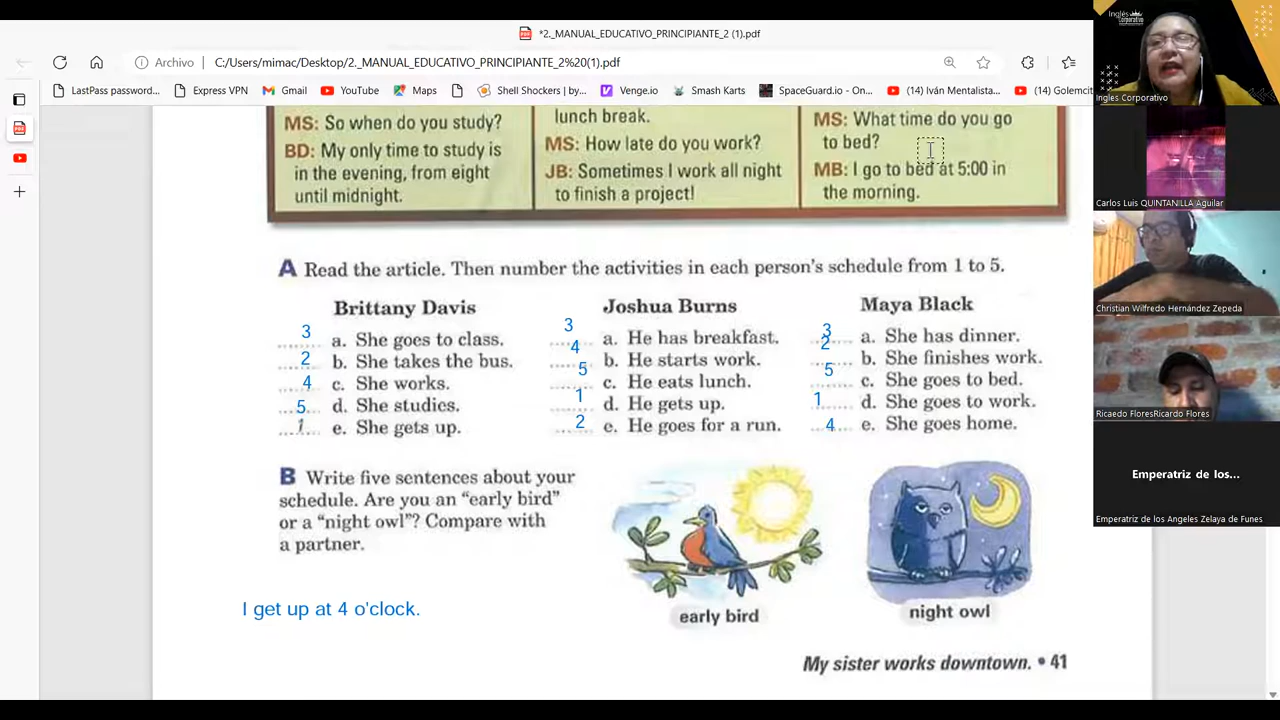 *2._MANUAL_EDUCATIVO_PRINCIPIANTE_2 (1).pdf
Archivo C:/Users/mimac/Desktop/2._MANUAL_EDUCATIVO_PRINCIPIANTE_2%20(1).pdf
LastPass password... Express VPN Gmail YouTube Maps Shell Shockers | by... Venge.io Smash Karts SpaceGuard.io - On... (14) Iván Mentalista... (14) Golemcit
MS: So when do you study?
BD: My only time to study is
in the evening, from eight
until midnight.
lunch break.
MS: How late do you work?
JB: Sometimes I work all night
to finish a project!
MS: What time do you go
to bed?
MB: I go to bed at 5:00 in
the morning.
A Read the article. Then number the activities in each person's schedule from 1 to 5.
Brittany Davis
3 a. She goes to class.
2 b. She takes the bus.
4 c. She works.
5 d. She studies.
1 e. She gets up.
Joshua Burns
3 a. He has breakfast.
4 b. He starts work.
5 c. He eats lunch.
1 d. He gets up.
2 e. He goes for a run.
Maya Black
3 a. She has dinner.
2 b. She finishes work.
5 c. She goes to bed.
1 d. She goes to work.
4 e. She goes home.
B Write five sentences about your
schedule. Are you an "early bird"
or a "night owl"? Compare with
a partner.
I get up at 4 o'clock.
early bird
night owl
My sister works downtown. • 41
Inglés
Corporativo
Ingles Corporativo
Carlos Luis QUINTANILLA Aguilar
Christian Wilfredo Hernández Zepeda
Ricaedo FloresRicardo Flores
Emperatriz de los...
Emperatriz de los Angeles Zelaya de Funes